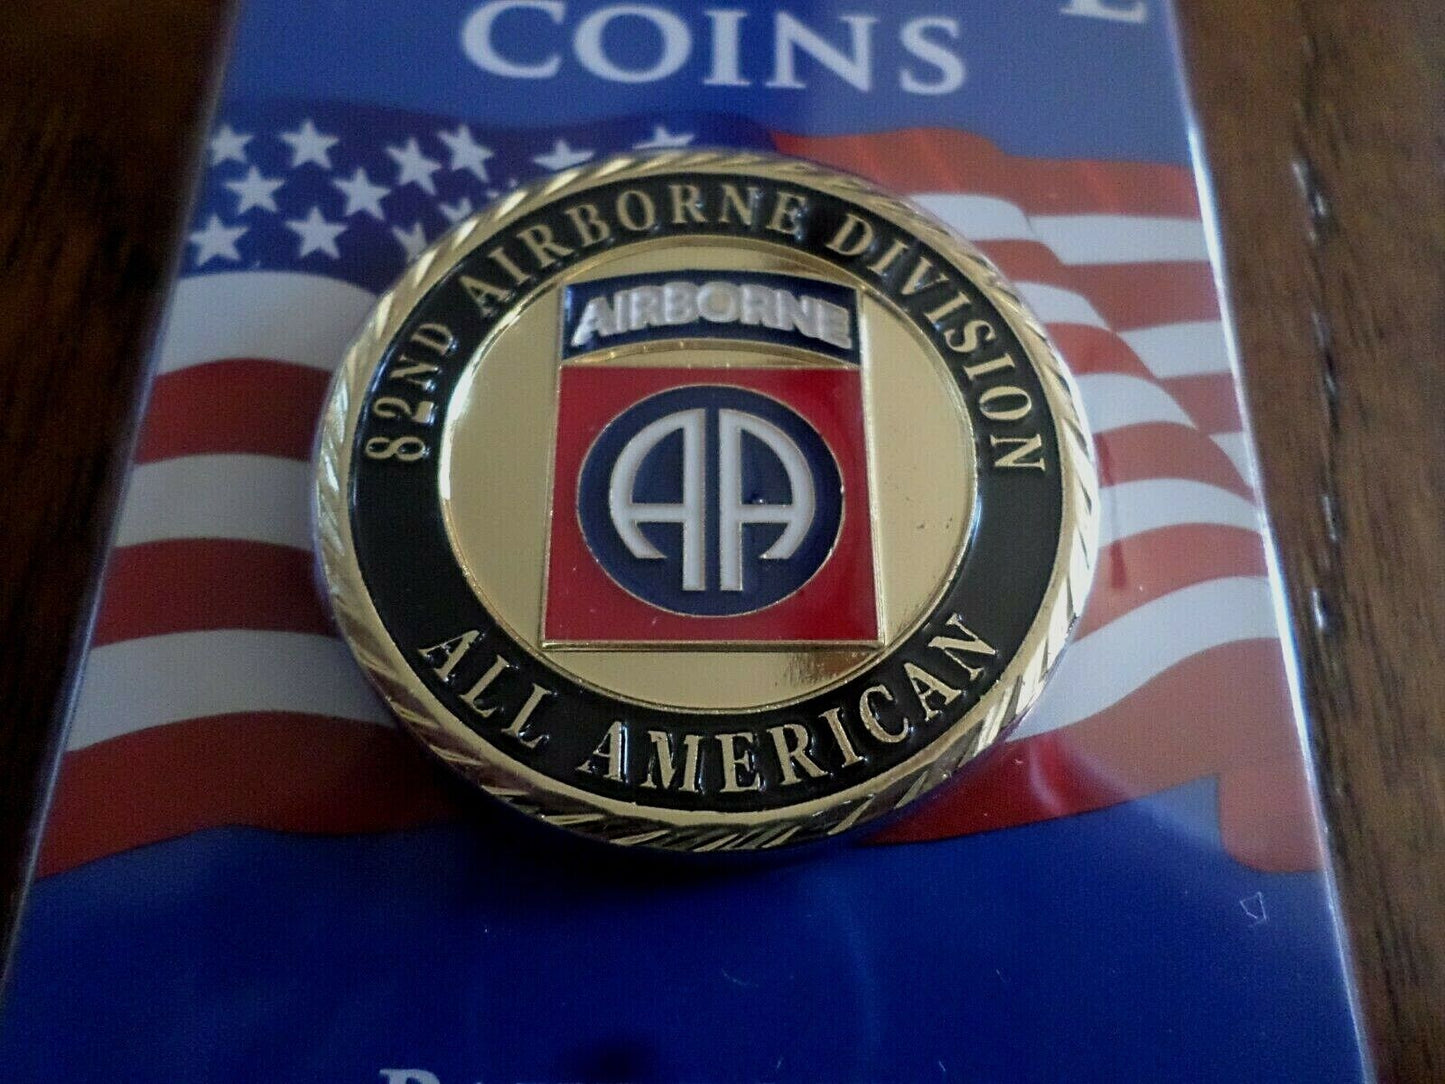 COINS
82ND AIRBORNE DIVISION
AIRBORNE
AA
ALL AMERICAN